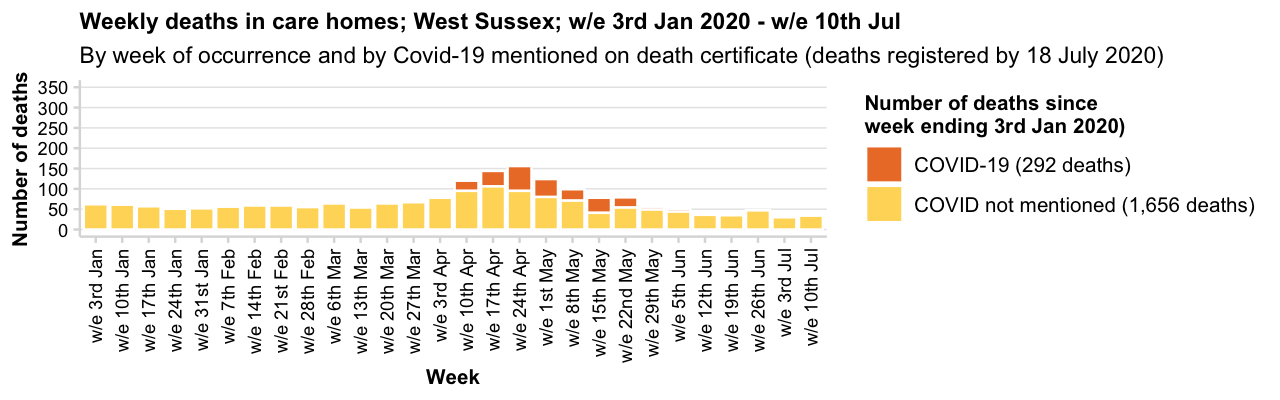 Weekly deaths in care homes; West Sussex; w/e 3rd Jan 2020 - w/e 10th Jul
By week of occurrence and by Covid-19 mentioned on death certificate (deaths registered by 18 July 2020)
Number of deaths
350
300
250
200
150
100
50
0
w/e 3rd Jan
w/e 10th Jan
w/e 17th Jan
w/e 24th Jan
w/e 31st Jan
w/e 7th Feb
w/e 14th Feb
w/e 21st Feb
w/e 28th Feb
w/e 6th Mar
w/e 13th Mar
w/e 20th Mar
w/e 27th Mar
w/e 3rd Apr
w/e 10th Apr
w/e 17th Apr
w/e 24th Apr
w/e 1st May
w/e 8th May
w/e 15th May
w/e 22nd May
w/e 29th May
w/e 5th Jun
w/e 12th Jun
w/e 19th Jun
w/e 26th Jun
w/e 3rd Jul
w/e 10th Jul
Week
Number of deaths since
week ending 3rd Jan 2020)
COVID-19 (292 deaths)
COVID not mentioned (1,656 deaths)